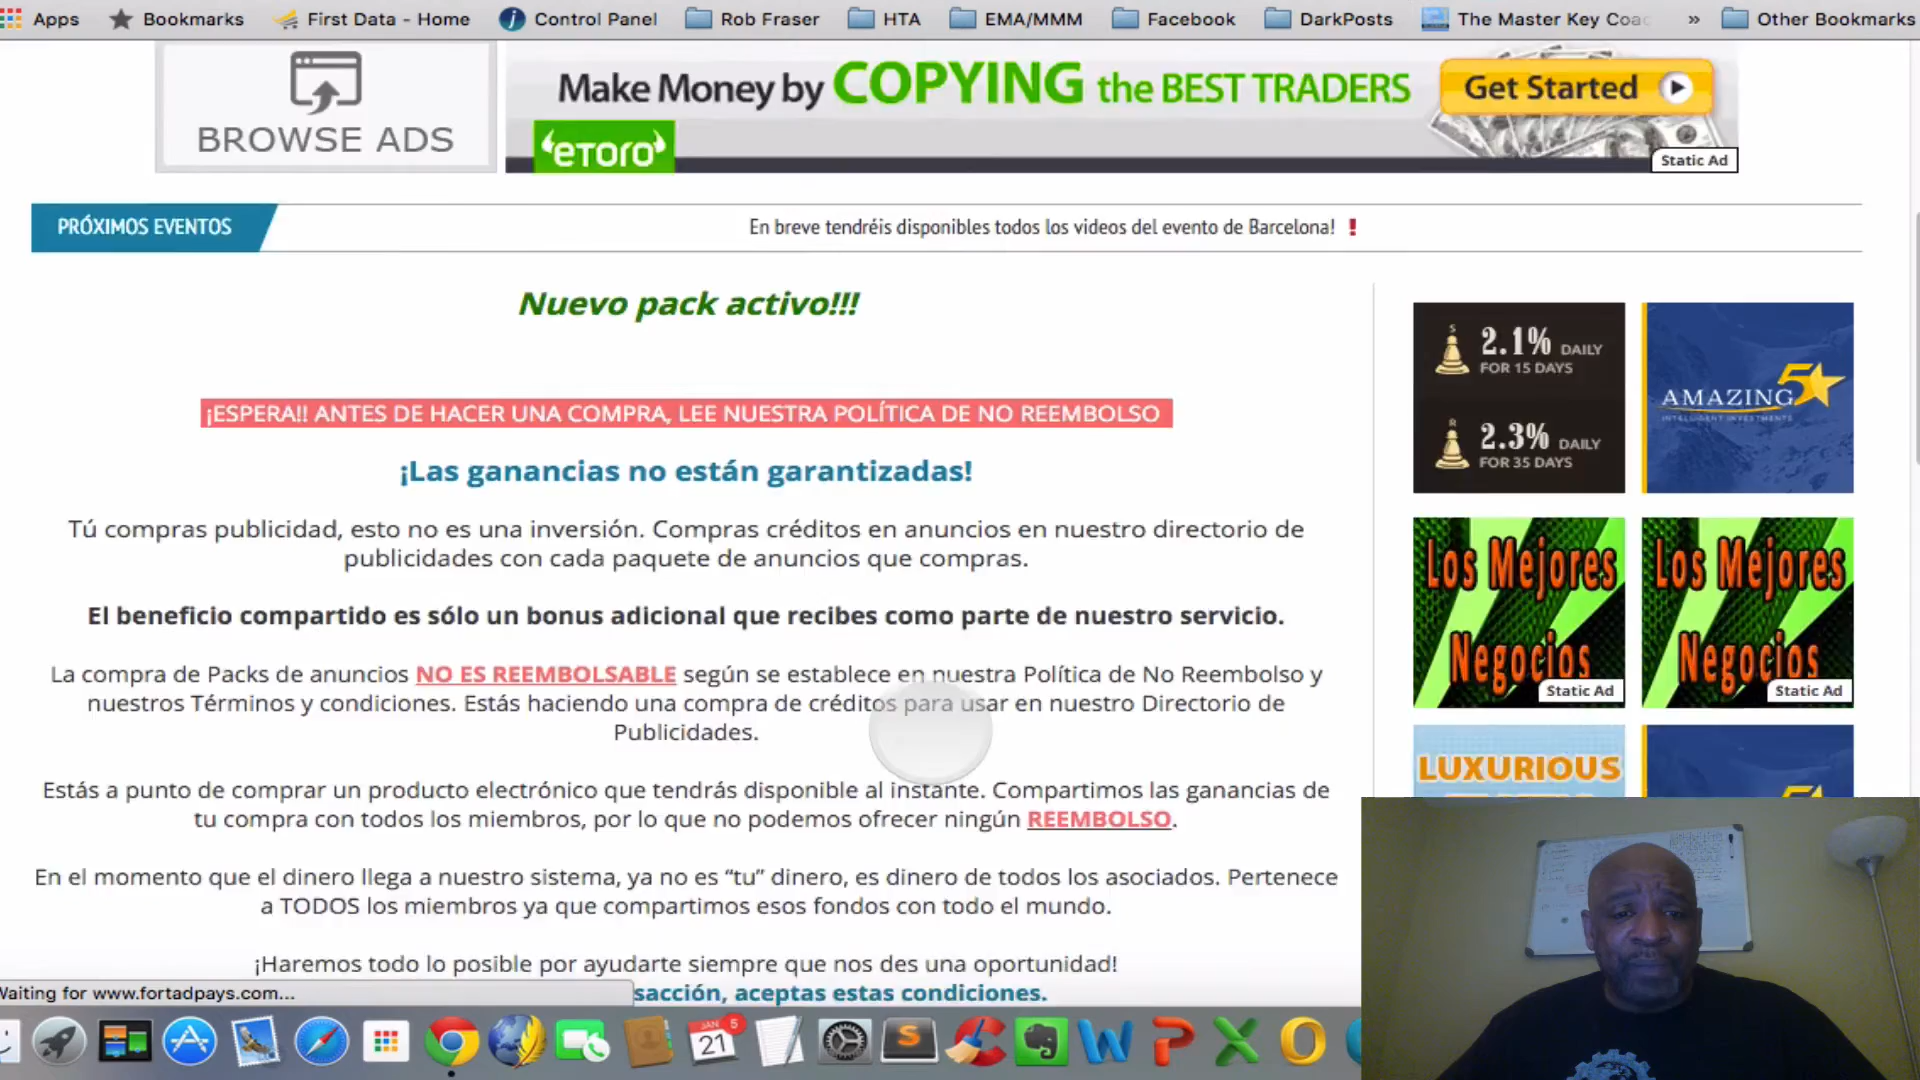 Apps Bookmarks First Data - Home Control Panel Rob Fraser HTA EMA/MMM Facebook DarkPosts The Master Key Coa » Other Bookmarks
BROWSE ADS
Make Money by COPYING the BEST TRADERS
Get Started
eToro
Static Ad
PRÓXIMOS EVENTOS
En breve tendréis disponibles todos los videos del evento de Barcelona! !
Nuevo pack activo!!!
¡ESPERA!! ANTES DE HACER UNA COMPRA, LEE NUESTRA POLÍTICA DE NO REEMBOLSO
¡Las ganancias no están garantizadas!
Tú compras publicidad, esto no es una inversión. Compras créditos en anuncios en nuestro directorio de
publicidades con cada paquete de anuncios que compras.
El beneficio compartido es sólo un bonus adicional que recibes como parte de nuestro servicio.
La compra de Packs de anuncios NO ES REEMBOLSABLE según se establece en nuestra Política de No Reembolso y
nuestros Términos y condiciones. Estás haciendo una compra de créditos para usar en nuestro Directorio de
Publicidades.
Estás a punto de comprar un producto electrónico que tendrás disponible al instante. Compartimos las ganancias de
tu compra con todos los miembros, por lo que no podemos ofrecer ningún REEMBOLSO.
En el momento que el dinero llega a nuestro sistema, ya no es “tu” dinero, es dinero de todos los asociados. Pertenece
a TODOS los miembros ya que compartimos esos fondos con todo el mundo.
¡Haremos todo lo posible por ayudarte siempre que nos des una oportunidad!
sacción, aceptas estas condiciones.
Waiting for www.fortadpays.com...
S
2.1% DAILY
FOR 15 DAYS
R
2.3% DAILY
FOR 35 DAYS
AMAZING 5
INTELLIGENT INVESTMENTS
Los Mejores
Negocios
Static Ad
Los Mejores
Negocios
Static Ad
LUXURIOUS
JAN
21
5